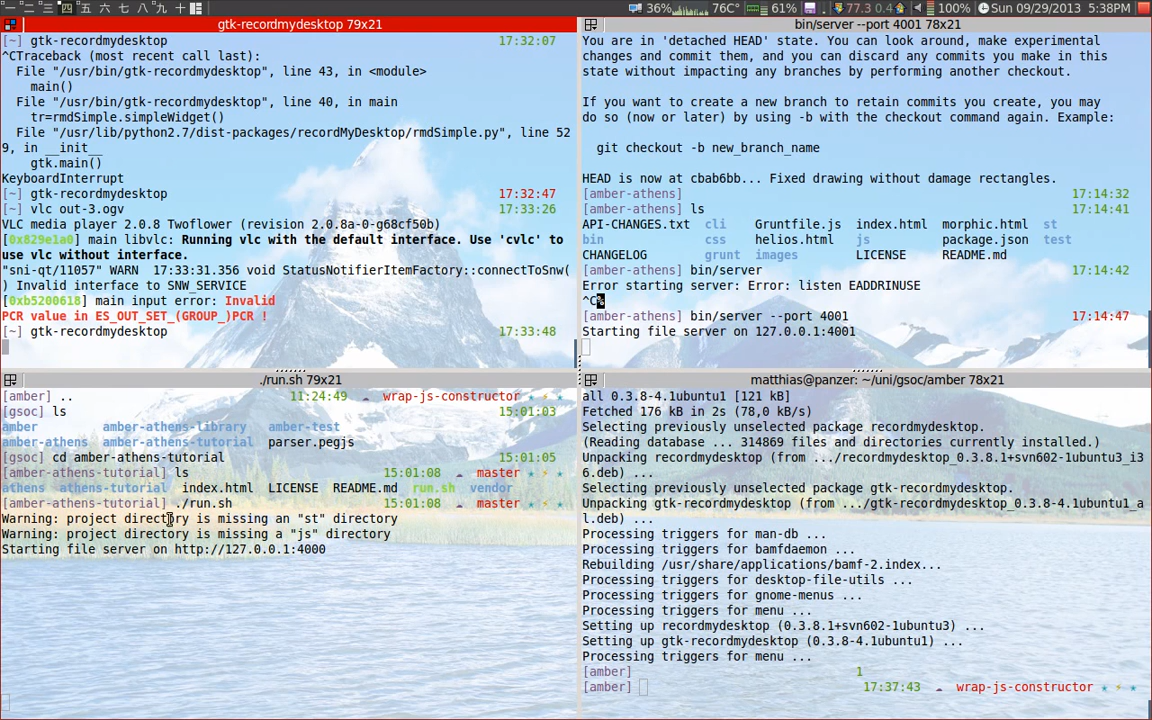 一 二 三 四 五 六 七 八 九 十 36% 76°C 61% 77.3 0.4 100% Sun 09/29/2013 5:38PM
gtk-recordmydesktop 79x21
[~] gtk-recordmydesktop 17:32:07
^CTraceback (most recent call last):
File "/usr/bin/gtk-recordmydesktop", line 43, in <module>
main()
File "/usr/bin/gtk-recordmydesktop", line 40, in main
tr=rmdSimple.simpleWidget()
File "/usr/lib/python2.7/dist-packages/recordMyDesktop/rmdSimple.py", line 52
9, in __init__
gtk.main()
KeyboardInterrupt
[~] gtk-recordmydesktop 17:32:47
[~] vlc out-3.ogv 17:33:26
VLC media player 2.0.8 Twoflower (revision 2.0.8a-0-g68cf50b)
[0x829e1a0] main libvlc: Running vlc with the default interface. Use 'cvlc' to
use vlc without interface.
"sni-qt/11057" WARN  17:33:31.356 void StatusNotifierItemFactory::connectToSnw(
) Invalid interface to SNW_SERVICE
[0xb5200618] main input error: Invalid
PCR value in ES_OUT_SET_(GROUP_)PCR !
[~] gtk-recordmydesktop 17:33:48
bin/server --port 4001 78x21
You are in 'detached HEAD' state. You can look around, make experimental
changes and commit them, and you can discard any commits you make in this
state without impacting any branches by performing another checkout.
If you want to create a new branch to retain commits you create, you may
do so (now or later) by using -b with the checkout command again. Example:
git checkout -b new_branch_name
HEAD is now at cbab6bb... Fixed drawing without damage rectangles.
[amber-athens] 17:14:32
[amber-athens] ls 17:14:41
API-CHANGES.txt cli Gruntfile.js index.html morphic.html st
bin css helios.html js package.json test
CHANGELOG grunt images LICENSE README.md
[amber-athens] bin/server 17:14:42
Error starting server: Error: listen EADDRINUSE
^C%
[amber-athens] bin/server --port 4001 17:14:47
Starting file server on 127.0.0.1:4001
./run.sh 79x21
[amber] .. 11:24:49 wrap-js-constructor
[gsoc] ls 15:01:03
amber amber-athens-library amber-test
amber-athens amber-athens-tutorial parser.pegjs
[gsoc] cd amber-athens-tutorial 15:01:05
[amber-athens-tutorial] ls 15:01:08 master
athens athens-tutorial index.html LICENSE README.md run.sh vendor
[amber-athens-tutorial] ./run.sh 15:01:08 master
Warning: project directory is missing an "st" directory
Warning: project directory is missing a "js" directory
Starting file server on http://127.0.0.1:4000
matthias@panzer: ~/uni/gsoc/amber 78x21
all 0.3.8-4.1ubuntu1 [121 kB]
Fetched 176 kB in 2s (78,0 kB/s)
Selecting previously unselected package recordmydesktop.
(Reading database ... 314869 files and directories currently installed.)
Unpacking recordmydesktop (from .../recordmydesktop_0.3.8.1+svn602-1ubuntu3_i3
6.deb) ...
Selecting previously unselected package gtk-recordmydesktop.
Unpacking gtk-recordmydesktop (from .../gtk-recordmydesktop_0.3.8-4.1ubuntu1_a
l.deb) ...
Processing triggers for man-db ...
Processing triggers for bamfdaemon ...
Rebuilding /usr/share/applications/bamf-2.index...
Processing triggers for desktop-file-utils ...
Processing triggers for gnome-menus ...
Processing triggers for menu ...
Setting up recordmydesktop (0.3.8.1+svn602-1ubuntu3) ...
Setting up gtk-recordmydesktop (0.3.8-4.1ubuntu1) ...
Processing triggers for menu ...
[amber] 1
[amber] 17:37:43 wrap-js-constructor